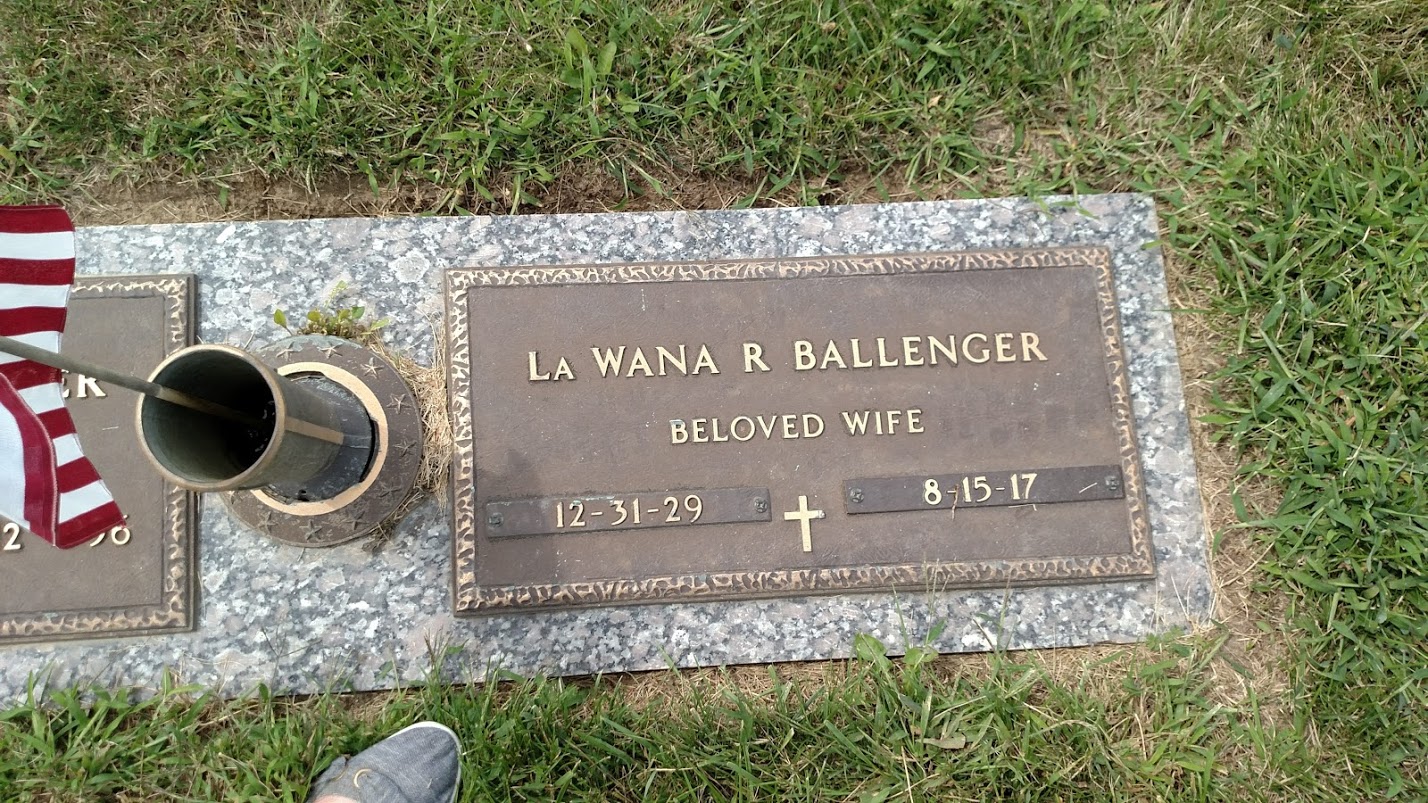 La WANA R BALLENGER
BELOVED WIFE
12-31-29
8-15-17